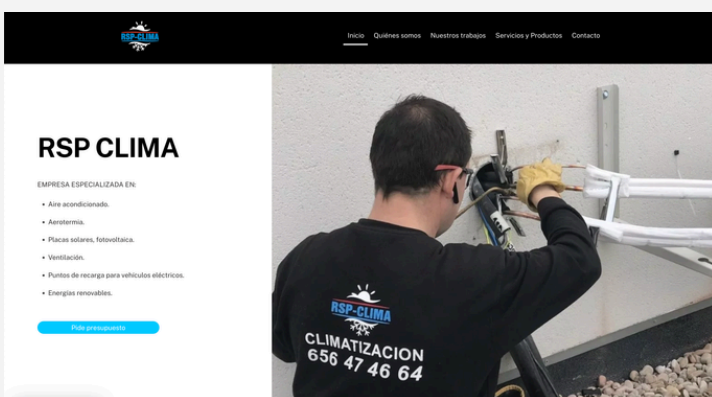 RSP-CLIMA
Inicio Quiénes somos Nuestros trabajos Servicios y Productos Contacto
RSP CLIMA
EMPRESA ESPECIALIZADA EN:
• Aire acondicionado.
• Aerotermia.
• Placas solares, fotovoltaica.
• Ventilación.
• Puntos de recarga para vehículos eléctricos.
• Energías renovables.
Pide presupuesto
RSP-CLIMA
CLIMATIZACION
656 47 46 64